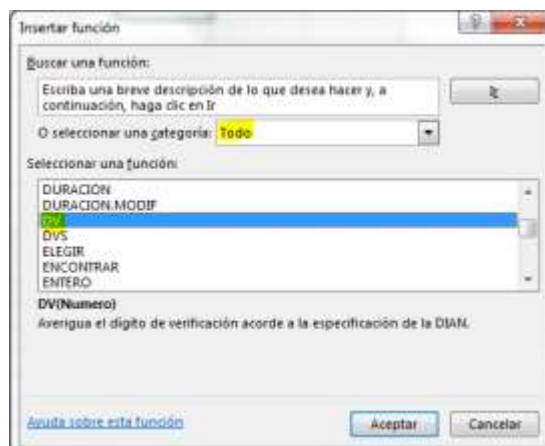 Insertar función
Buscar una función:
Escriba una breve descripción de lo que desea hacer y, a
continuación, haga clic en Ir
Ir
O seleccionar una categoría: Todo
Seleccionar una función:
DURACION
DURACION.MODIF
DV
DVS
ELEGIR
ENCONTRAR
ENTERO
DV(Numero)
Averigua el digito de verificación acorde a la especificación de la DIAN.
Ayuda sobre esta función
Aceptar
Cancelar